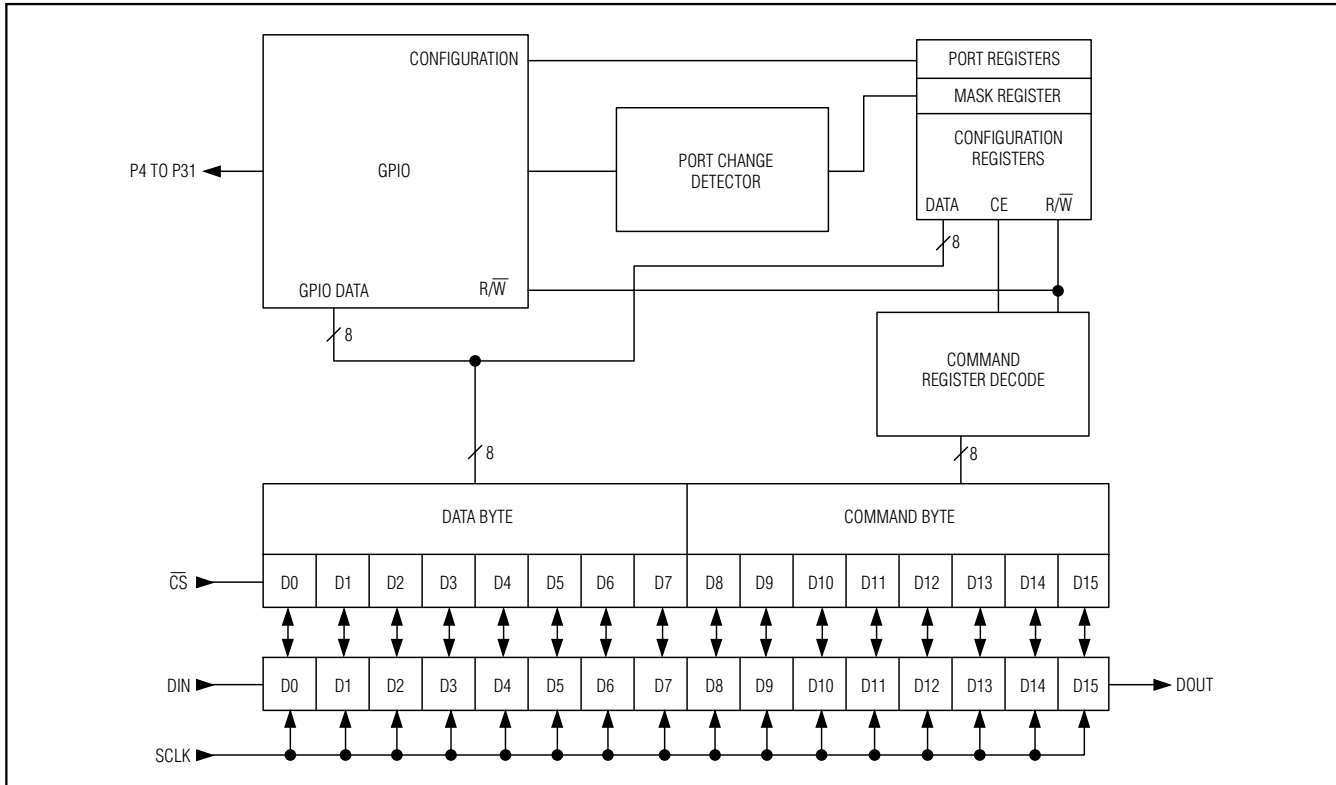 CONFIGURATION
PORT REGISTERS
MASK REGISTER
CONFIGURATION
REGISTERS
DATA CE R/W̅
P4 TO P31
GPIO
PORT CHANGE
DETECTOR
8
GPIO DATA R/W̅
8
COMMAND
REGISTER DECODE
8
8
DATA BYTE COMMAND BYTE
C̅S̅ D0 D1 D2 D3 D4 D5 D6 D7 D8 D9 D10 D11 D12 D13 D14 D15
DIN D0 D1 D2 D3 D4 D5 D6 D7 D8 D9 D10 D11 D12 D13 D14 D15 DOUT
SCLK